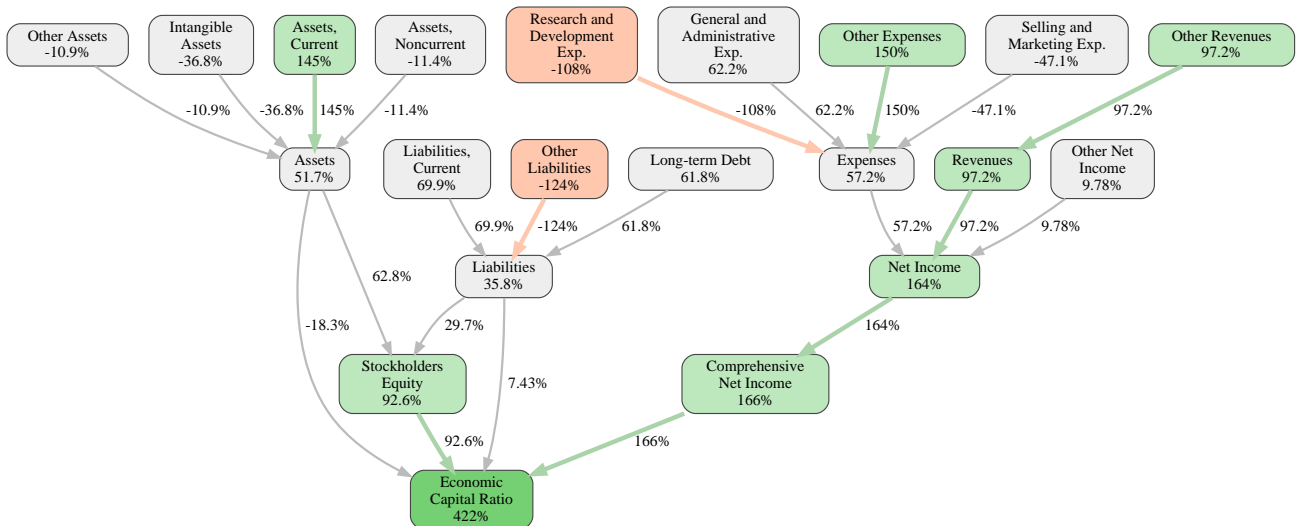 Other Assets
-10.9%
Intangible
Assets
-36.8%
Assets,
Current
145%
Assets,
Noncurrent
-11.4%
Research and
Development
Exp.
-108%
General and
Administrative
Exp.
62.2%
Other Expenses
150%
Selling and
Marketing Exp.
-47.1%
Other Revenues
97.2%
-10.9%
-36.8%
145%
-11.4%
-108%
62.2%
150%
-47.1%
97.2%
Assets
51.7%
Liabilities,
Current
69.9%
Other
Liabilities
-124%
Long-term Debt
61.8%
Expenses
57.2%
Revenues
97.2%
Other Net
Income
9.78%
69.9%
-124%
61.8%
57.2%
97.2%
9.78%
62.8%
Liabilities
35.8%
Net Income
164%
-18.3%
29.7%
164%
Stockholders
Equity
92.6%
7.43%
Comprehensive
Net Income
166%
92.6%
166%
Economic
Capital Ratio
422%